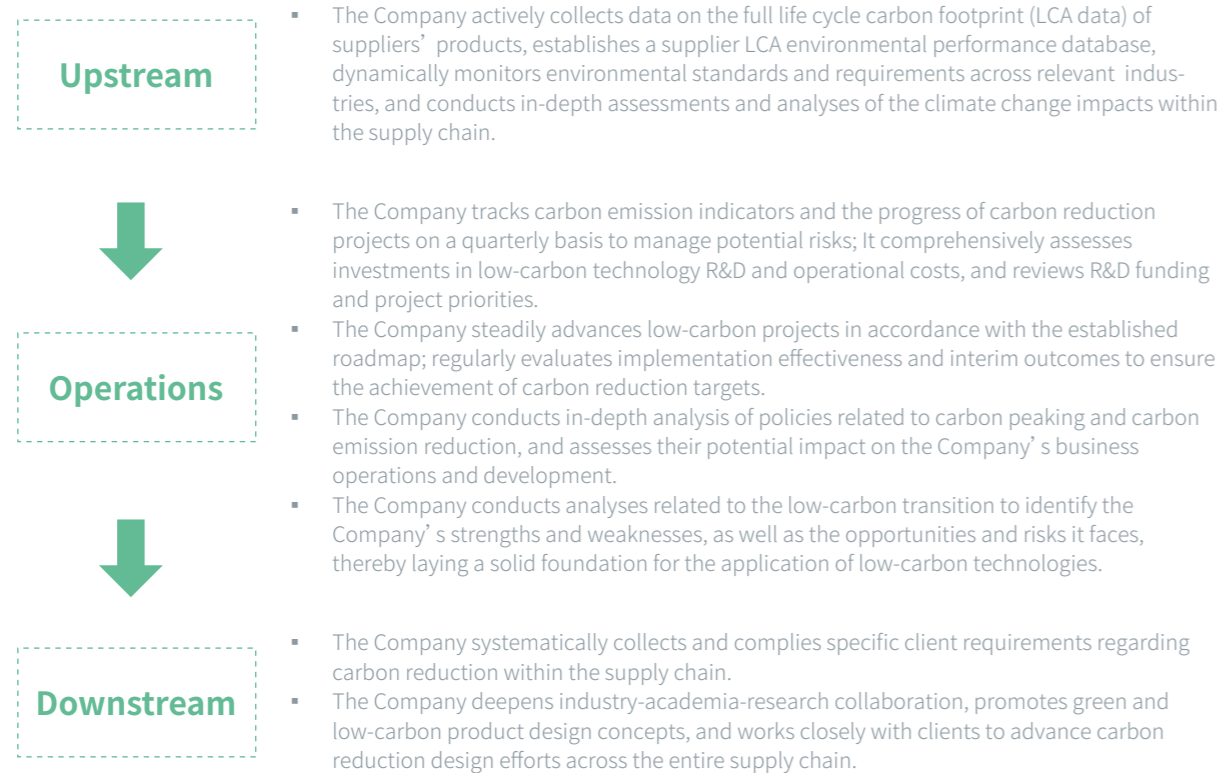 Upstream
▪ The Company actively collects data on the full life cycle carbon footprint (LCA data) of
suppliers’ products, establishes a supplier LCA environmental performance database,
dynamically monitors environmental standards and requirements across relevant indus-
tries, and conducts in-depth assessments and analyses of the climate change impacts within
the supply chain.
Operations
▪ The Company tracks carbon emission indicators and the progress of carbon reduction
projects on a quarterly basis to manage potential risks; It comprehensively assesses
investments in low-carbon technology R&D and operational costs, and reviews R&D funding
and project priorities.
▪ The Company steadily advances low-carbon projects in accordance with the established
roadmap; regularly evaluates implementation effectiveness and interim outcomes to ensure
the achievement of carbon reduction targets.
▪ The Company conducts in-depth analysis of policies related to carbon peaking and carbon
emission reduction, and assesses their potential impact on the Company’s business
operations and development.
▪ The Company conducts analyses related to the low-carbon transition to identify the
Company’s strengths and weaknesses, as well as the opportunities and risks it faces,
thereby laying a solid foundation for the application of low-carbon technologies.
Downstream
▪ The Company systematically collects and complies specific client requirements regarding
carbon reduction within the supply chain.
▪ The Company deepens industry-academia-research collaboration, promotes green and
low-carbon product design concepts, and works closely with clients to advance carbon
reduction design efforts across the entire supply chain.